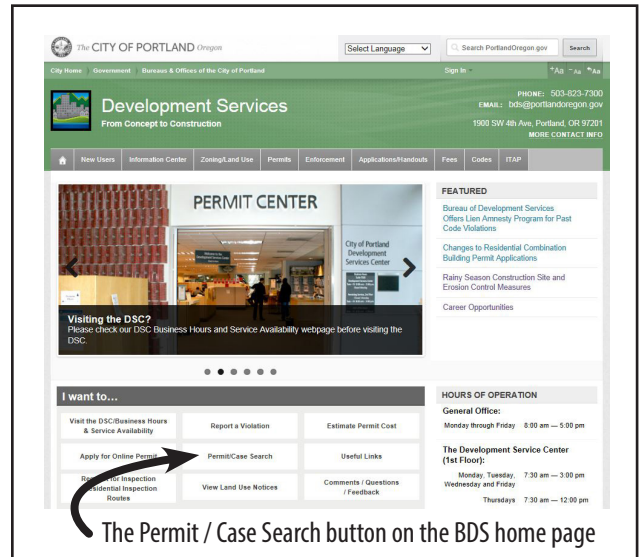 The CITY OF PORTLAND Oregon
Select Language
Search PortlandOregon.gov
Search
City Home
Government
Bureaus & Offices of the City of Portland
Sign In
+Aa -Aa Aa
Development Services
From Concept to Construction
PHONE: 503-823-7300
EMAIL: bds@portlandoregon.gov
1900 SW 4th Ave, Portland, OR 97201
MORE CONTACT INFO
New Users
Information Center
Zoning/Land Use
Permits
Enforcement
Applications/Handouts
Fees
Codes
ITAP
PERMIT CENTER
City of Portland
Development
Services Center
Visiting the DSC?
Please check our DSC Business Hours and Service Availability webpage before visiting the
DSC.
FEATURED
Bureau of Development Services
Offers Lien Amnesty Program for Past
Code Violations
Changes to Residential Combination
Building Permit Applications
Rainy Season Construction Site and
Erosion Control Measures
Career Opportunities
I want to…
Visit the DSC/Business Hours
& Service Availability
Report a Violation
Estimate Permit Cost
Apply for Online Permit
Permit/Case Search
Useful Links
for Inspection
Residential Inspection
Routes
View Land Use Notices
Comments / Questions
/ Feedback
HOURS OF OPERATION
General Office:
Monday through Friday 8:00 am — 5:00 pm
The Development Service Center
(1st Floor):
Monday, Tuesday, 7:30 am — 3:00 pm
Wednesday and Friday
Thursdays 7:30 am — 12:00 pm
The Permit / Case Search button on the BDS home page